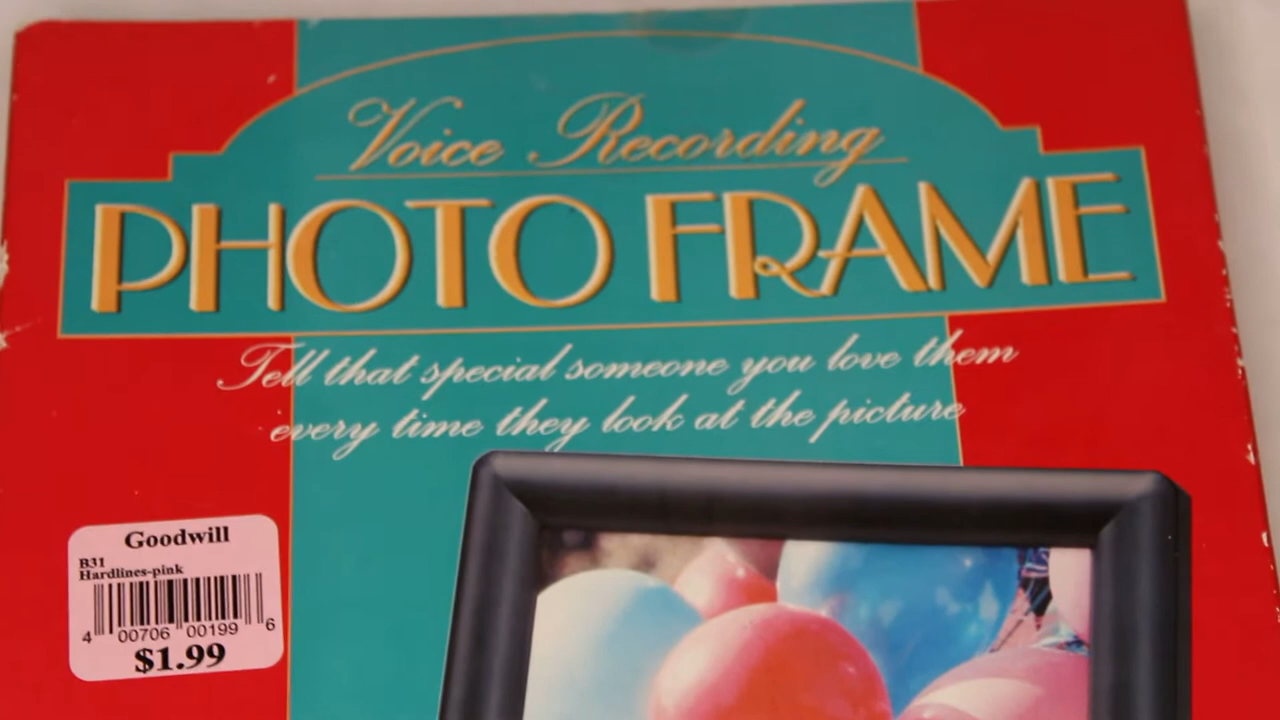 Voice Recording
PHOTO FRAME
Tell that special someone you love them
every time they look at the picture
Goodwill
B31
Hardlines-pink
4 00706 00199 6
$1.99